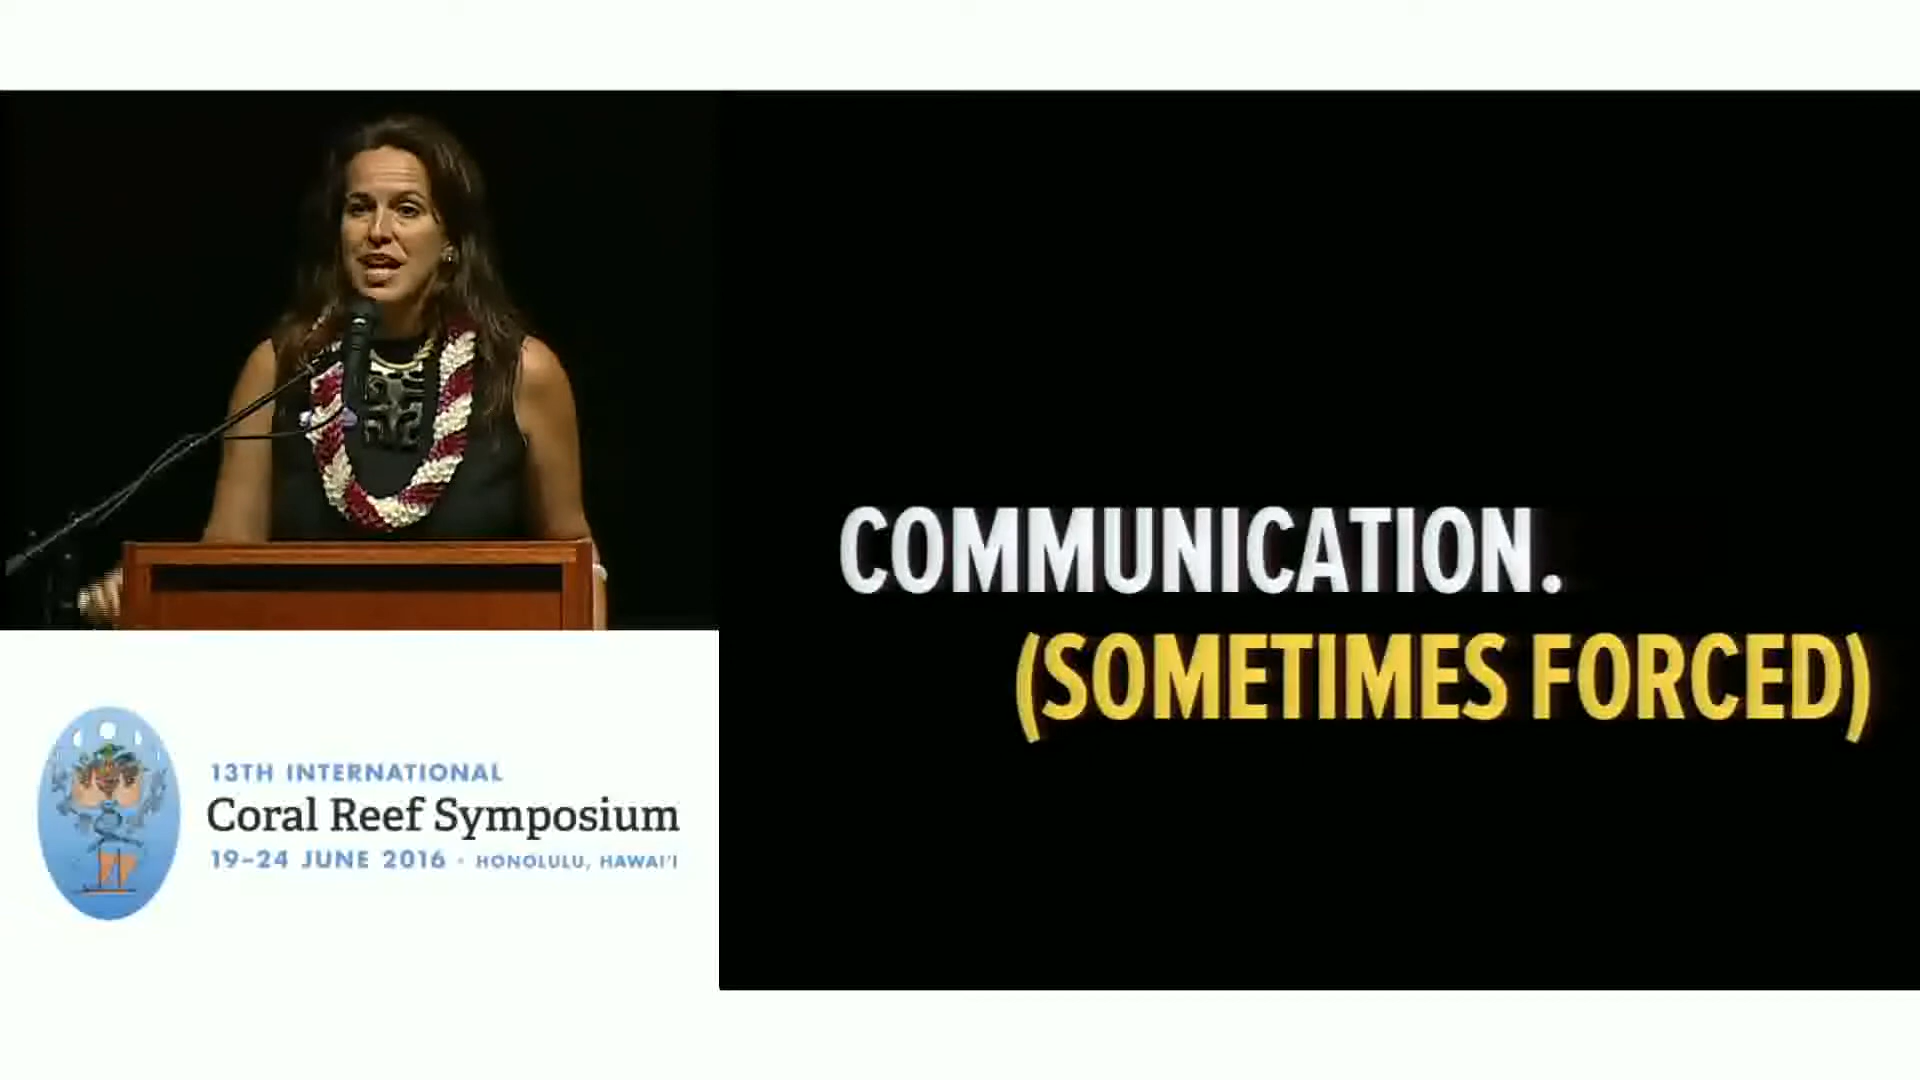 COMMUNICATION.
(SOMETIMES FORCED)
13TH INTERNATIONAL
Coral Reef Symposium
19–24 JUNE 2016 · HONOLULU, HAWAI'I